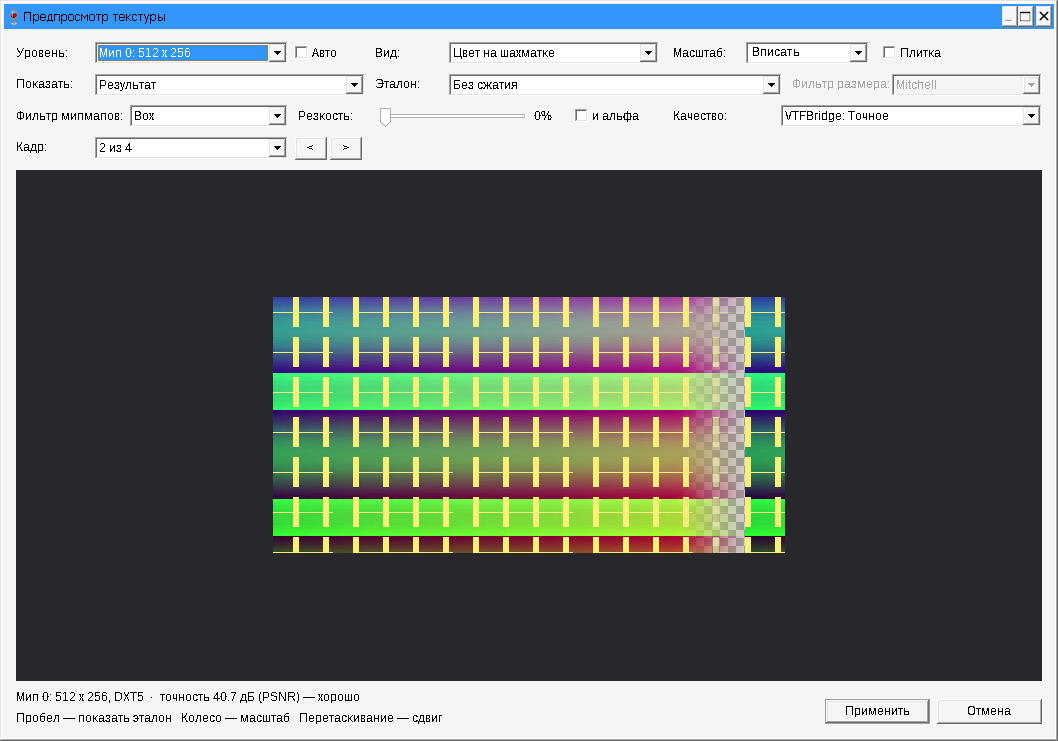 Предпросмотр текстуры
Уровень: Мип 0: 512 x 256 Авто Вид: Цвет на шахматке Масштаб: Вписать Плитка
Показать: Результат Эталон: Без сжатия Фильтр размера: Mitchell
Фильтр мипмапов: Box Резкость: 0% и альфа Качество: VTFBridge: Точное
Кадр: 2 из 4 < >
Мип 0: 512 x 256, DXT5 · точность 40.7 дБ (PSNR) — хорошо
Пробел — показать эталон Колесо — масштаб Перетаскивание — сдвиг
Применить Отмена